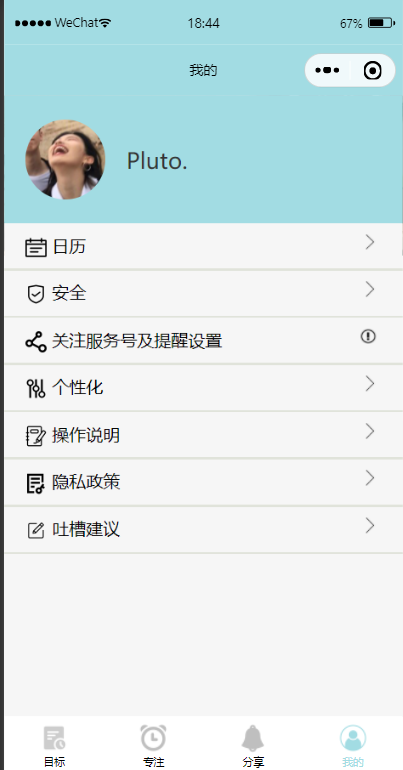 WeChat 18:44 67%
我的
Pluto.
日历
安全
关注服务号及提醒设置
个性化
操作说明
隐私政策
吐槽建议
目标 专注 分享 我的